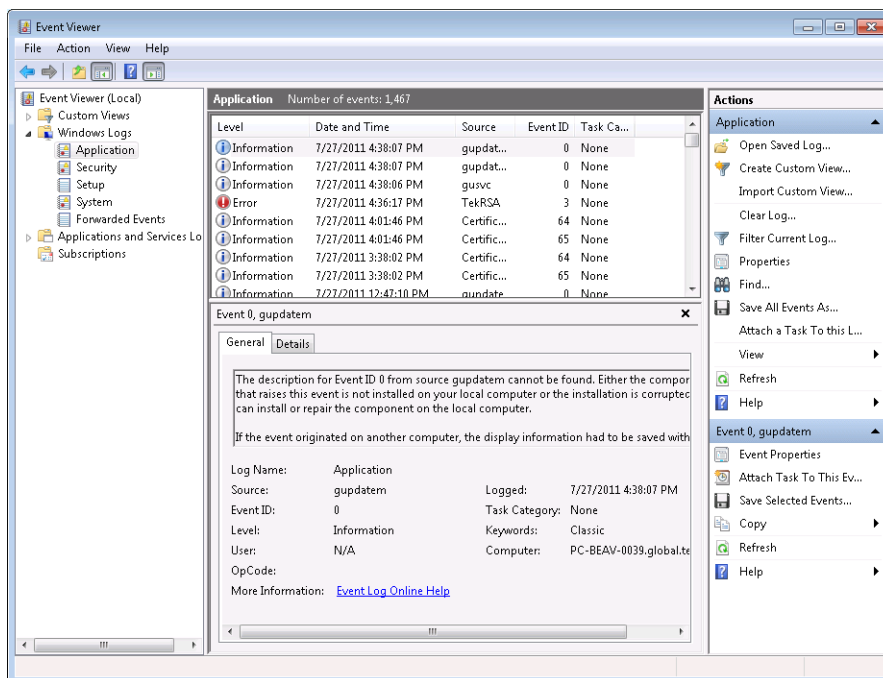 Event Viewer
File Action View Help
Event Viewer (Local)
Custom Views
Windows Logs
Application
Security
Setup
System
Forwarded Events
Applications and Services Lo
Subscriptions
Application Number of events: 1,467
Level Date and Time Source Event ID Task Ca...
Information 7/27/2011 4:38:07 PM gupdat... 0 None
Information 7/27/2011 4:38:07 PM gupdat... 0 None
Information 7/27/2011 4:38:06 PM gusvc 0 None
Error 7/27/2011 4:36:17 PM TekRSA 3 None
Information 7/27/2011 4:01:46 PM Certific... 64 None
Information 7/27/2011 4:01:46 PM Certific... 65 None
Information 7/27/2011 3:38:02 PM Certific... 64 None
Information 7/27/2011 3:38:02 PM Certific... 65 None
Information 7/27/2011 12:47:10 PM gupdate 0 None
Event 0, gupdatem
General Details
The description for Event ID 0 from source gupdatem cannot be found. Either the compor
that raises this event is not installed on your local computer or the installation is corruptec
can install or repair the component on the local computer.
If the event originated on another computer, the display information had to be saved with
Log Name: Application
Source: gupdatem Logged: 7/27/2011 4:38:07 PM
Event ID: 0 Task Category: None
Level: Information Keywords: Classic
User: N/A Computer: PC-BEAV-0039.global.te
OpCode:
More Information: Event Log Online Help
Actions
Application
Open Saved Log...
Create Custom View...
Import Custom View...
Clear Log...
Filter Current Log...
Properties
Find...
Save All Events As...
Attach a Task To this L...
View
Refresh
Help
Event 0, gupdatem
Event Properties
Attach Task To This Ev...
Save Selected Events...
Copy
Refresh
Help